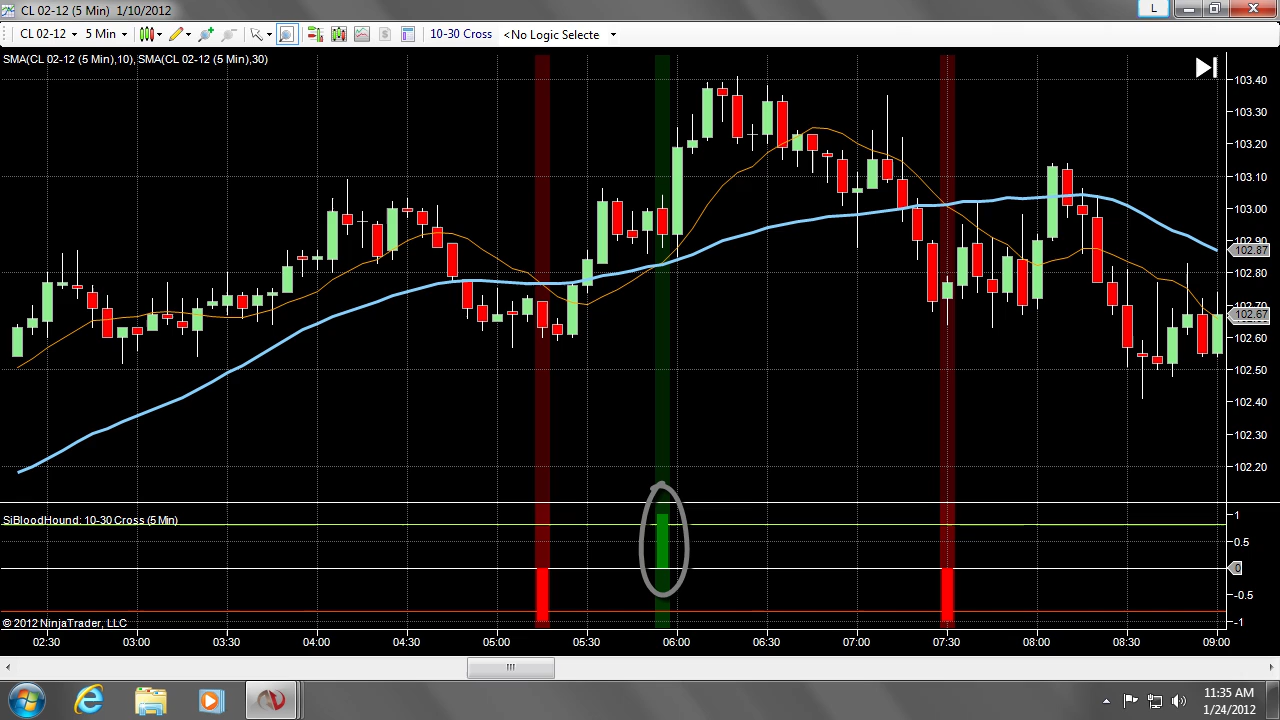 CL 02-12 (5 Min)  1/10/2012
L
CL 02-12 5 Min 10-30 Cross <No Logic Selecte
SMA(CL 02-12 (5 Min),10), SMA(CL 02-12 (5 Min),30)
103.40
103.30
103.20
103.10
103.00
102.90
102.87
102.80
102.70
102.67
102.60
102.50
102.40
102.30
102.20
SiBloodHound: 10-30 Cross (5 Min)
1
0.5
0
-0.5
-1
© 2012 NinjaTrader, LLC
02:30 03:00 03:30 04:00 04:30 05:00 05:30 06:00 06:30 07:00 07:30 08:00 08:30 09:00
11:35 AM
1/24/2012